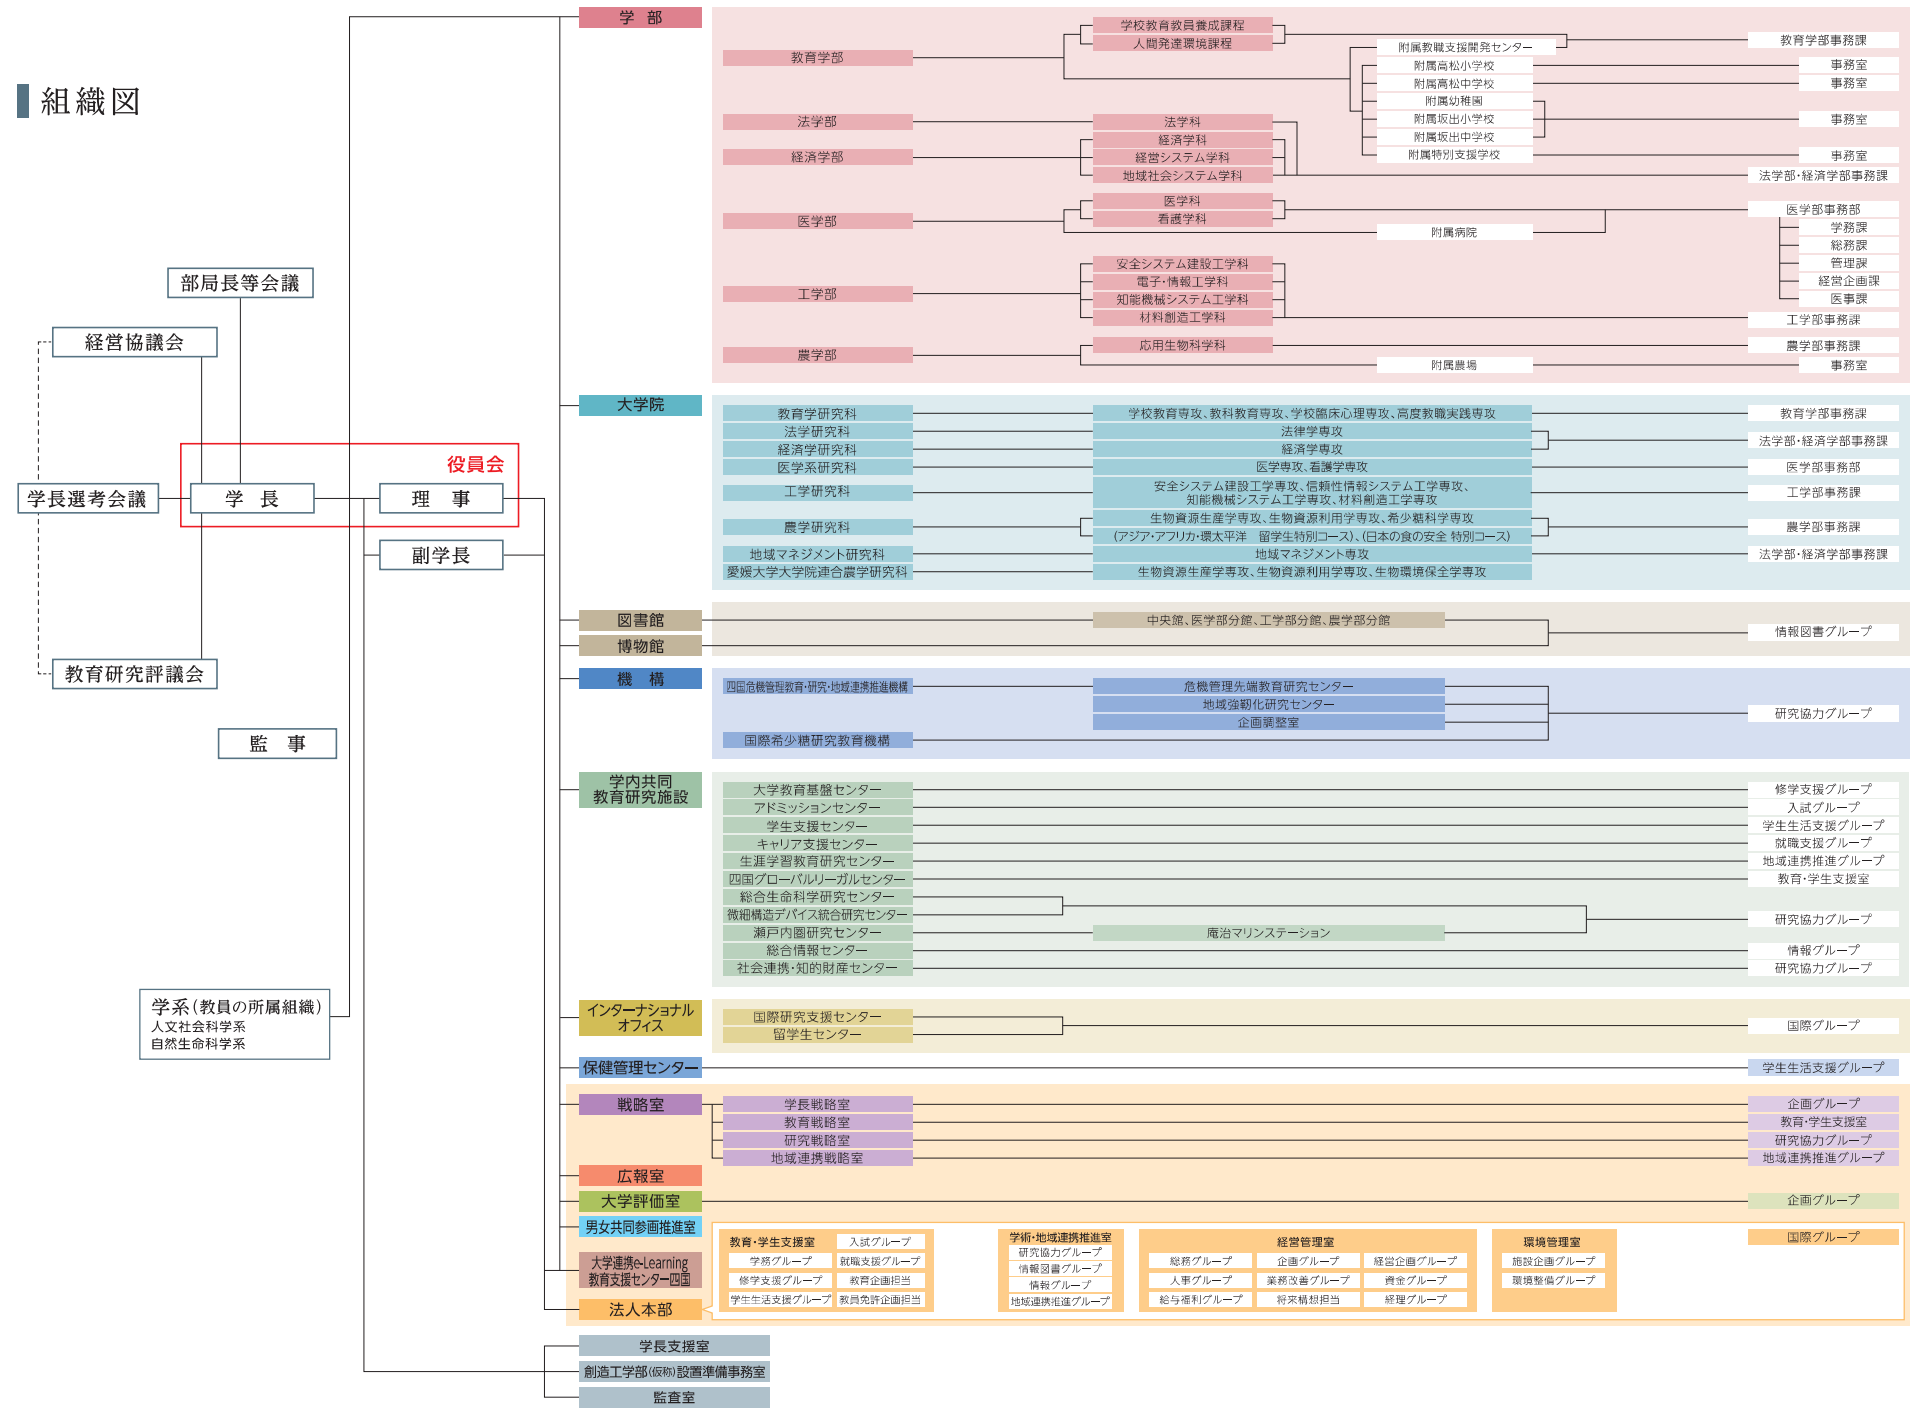 組織図
部局長等会議
経営協議会
役員会
学長選考会議
学 長
理 事
副学長
教育研究評議会
監 事
学系(教員の所属組織)
人文社会科学系
自然生命科学系
学 部
教育学部
学校教育教員養成課程
人間発達環境課程
附属教職支援開発センター
教育学部事務課
附属高松小学校
事務室
附属高松中学校
事務室
附属幼稚園
附属坂出小学校
事務室
附属坂出中学校
附属特別支援学校
事務室
法学部
法学科
経済学部
経済学科
経営システム学科
地域社会システム学科
法学部・経済学部事務課
医学部
医学科
看護学科
附属病院
医学部事務部
学務課
総務課
管理課
経営企画課
医事課
工学部
安全システム建設工学科
電子・情報工学科
知能機械システム工学科
材料創造工学科
工学部事務課
農学部
応用生物科学科
農学部事務課
附属農場
事務室
大学院
教育学研究科
学校教育専攻、教科教育専攻、学校臨床心理専攻、高度教職実践専攻
教育学部事務課
法学研究科
法律学専攻
法学部・経済学部事務課
経済学研究科
経済学専攻
医学系研究科
医学専攻、看護学専攻
医学部事務部
工学研究科
安全システム建設工学専攻、信頼性情報システム工学専攻、
知能機械システム工学専攻、材料創造工学専攻
工学部事務課
農学研究科
生物資源生産学専攻、生物資源利用学専攻、希少糖科学専攻
(アジア・アフリカ・環太平洋 留学生特別コース)、(日本の食の安全 特別コース)
農学部事務課
地域マネジメント研究科
地域マネジメント専攻
法学部・経済学部事務課
愛媛大学大学院連合農学研究科
生物資源生産学専攻、生物資源利用学専攻、生物環境保全学専攻
図書館
中央館、医学部分館、工学部分館、農学部分館
情報図書グループ
博物館
機 構
四国危機管理教育・研究・地域連携推進機構
危機管理先端教育研究センター
地域強靭化研究センター
企画調整室
研究協力グループ
国際希少糖研究教育機構
学内共同
教育研究施設
大学教育基盤センター
修学支援グループ
アドミッションセンター
入試グループ
学生支援センター
学生生活支援グループ
キャリア支援センター
就職支援グループ
生涯学習教育研究センター
地域連携推進グループ
四国グローバルリーガルセンター
教育・学生支援室
総合生命科学研究センター
微細構造デバイス統合研究センター
研究協力グループ
瀬戸内圏研究センター
庵治マリンステーション
総合情報センター
情報グループ
社会連携・知的財産センター
研究協力グループ
インターナショナル
オフィス
国際研究支援センター
留学生センター
国際グループ
保健管理センター
学生生活支援グループ
戦略室
学長戦略室
企画グループ
教育戦略室
教育・学生支援室
研究戦略室
研究協力グループ
地域連携戦略室
地域連携推進グループ
広報室
大学評価室
企画グループ
男女共同参画推進室
大学連携e-Learning
教育支援センター四国
法人本部
教育・学生支援室
入試グループ
学務グループ
就職支援グループ
修学支援グループ
教育企画担当
学生生活支援グループ
教員免許企画担当
学術・地域連携推進室
研究協力グループ
情報図書グループ
情報グループ
地域連携推進グループ
経営管理室
総務グループ
企画グループ
経営企画グループ
人事グループ
業務改善グループ
資金グループ
給与福利グループ
将来構想担当
経理グループ
環境管理室
施設企画グループ
環境整備グループ
国際グループ
学長支援室
創造工学部(仮称)設置準備事務室
監査室